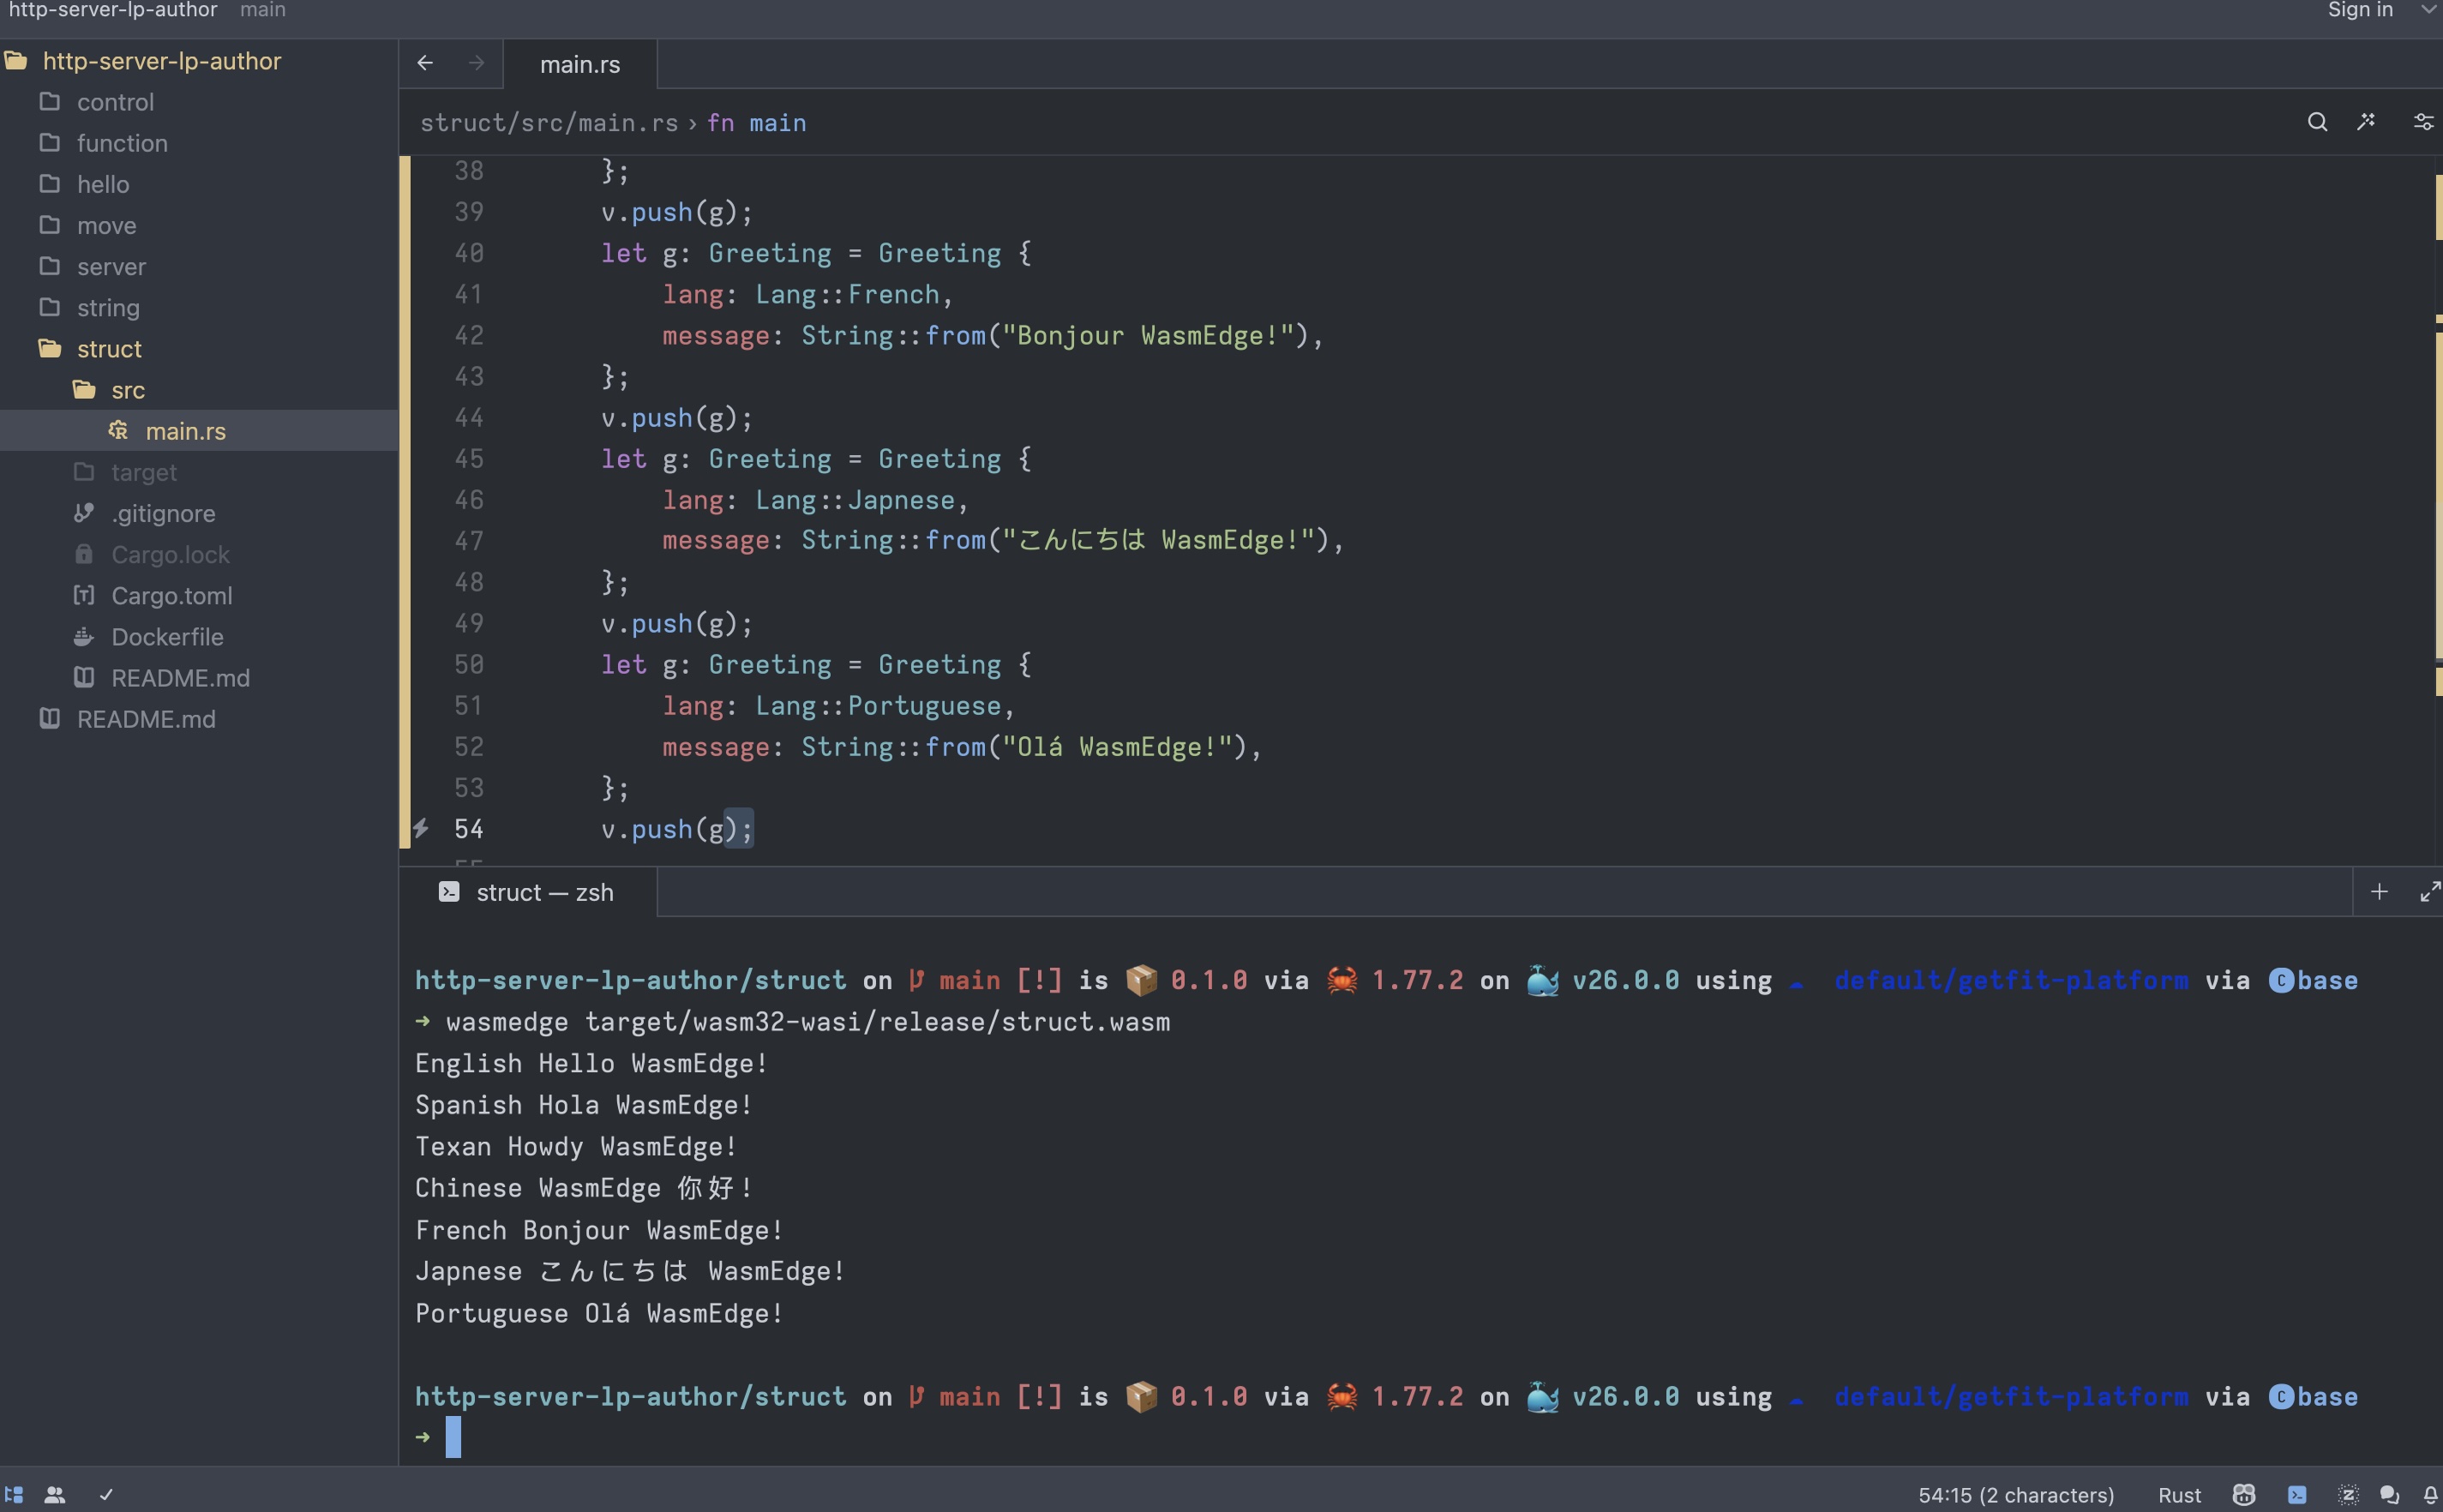 http-server-lp-author main
Sign in
http-server-lp-author
control
function
hello
move
server
string
struct
src
main.rs
target
.gitignore
Cargo.lock
Cargo.toml
Dockerfile
README.md
README.md
main.rs
struct/src/main.rs › fn main
38 };
39 v.push(g);
40 let g: Greeting = Greeting {
41 lang: Lang::French,
42 message: String::from("Bonjour WasmEdge!"),
43 };
44 v.push(g);
45 let g: Greeting = Greeting {
46 lang: Lang::Japnese,
47 message: String::from("こんにちは WasmEdge!"),
48 };
49 v.push(g);
50 let g: Greeting = Greeting {
51 lang: Lang::Portuguese,
52 message: String::from("Olá WasmEdge!"),
53 };
54 v.push(g);
struct — zsh
http-server-lp-author/struct on main [!] is 📦 0.1.0 via 🦀 1.77.2 on 🐳 v26.0.0 using ☁ default/getfit-platform via 🅒 base
➜ wasmedge target/wasm32-wasi/release/struct.wasm
English Hello WasmEdge!
Spanish Hola WasmEdge!
Texan Howdy WasmEdge!
Chinese WasmEdge 你好!
French Bonjour WasmEdge!
Japnese こんにちは WasmEdge!
Portuguese Olá WasmEdge!
http-server-lp-author/struct on main [!] is 📦 0.1.0 via 🦀 1.77.2 on 🐳 v26.0.0 using ☁ default/getfit-platform via 🅒 base
➜
54:15 (2 characters) Rust